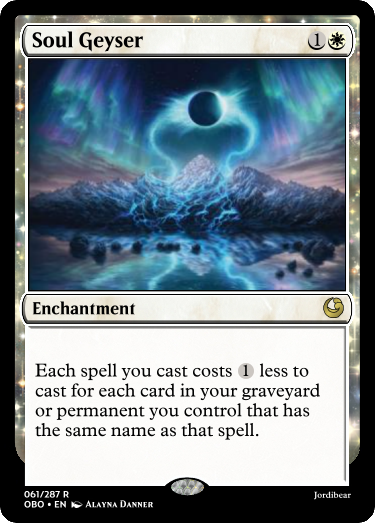 Soul Geyser 1
Enchantment
Each spell you cast costs 1 less to
cast for each card in your graveyard
or permanent you control that has
the same name as that spell.
061/287 R
OBO • EN Alayna Danner
Jordibear